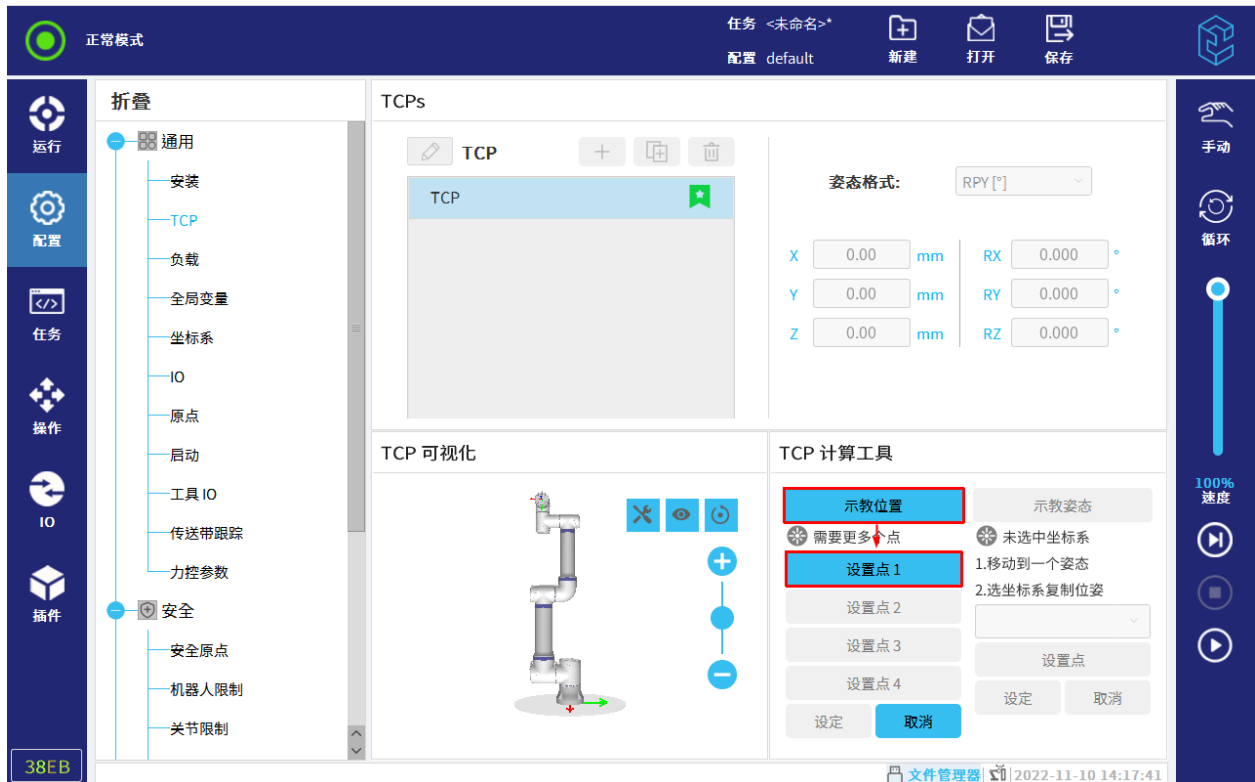 正常模式
任务 <未命名>*
配置 default
新建
打开
保存
运行
配置
任务
操作
IO
插件
38EB
折叠
通用
安装
TCP
负载
全局变量
坐标系
IO
原点
启动
工具 IO
传送带跟踪
力控参数
安全
安全原点
机器人限制
关节限制
TCPs
TCP
TCP
姿态格式: RPY [°]
X 0.00 mm RX 0.000 °
Y 0.00 mm RY 0.000 °
Z 0.00 mm RZ 0.000 °
TCP 可视化
TCP 计算工具
示教位置
需要更多个点
设置点 1
设置点 2
设置点 3
设置点 4
设定 取消
示教姿态
未选中坐标系
1.移动到一个姿态
2.选坐标系复制位姿
设置点
设定 取消
手动
循环
100%
速度
文件管理器 2022-11-10 14:17:41